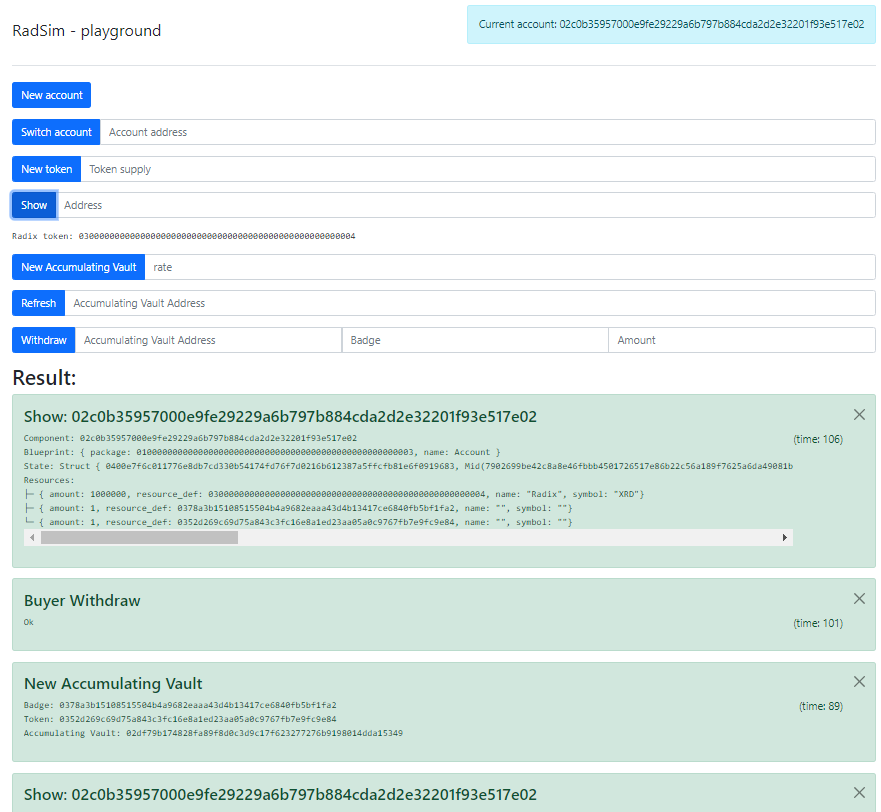 RadSim - playground
Current account: 02c0b35957000e9fe29229a6b797b884cda2d2e32201f93e517e02
New account
Switch account Account address
New token Token supply
Show Address
Radix token: 030000000000000000000000000000000000000000000000000004
New Accumulating Vault rate
Refresh Accumulating Vault Address
Withdraw Accumulating Vault Address Badge Amount
Result:
Show: 02c0b35957000e9fe29229a6b797b884cda2d2e32201f93e517e02
Component: 02c0b35957000e9fe29229a6b797b884cda2d2e32201f93e517e02
(time: 106)
Blueprint: { package: 010000000000000000000000000000000000000000000000000003, name: Account }
State: Struct { 0400e7f6c011776e8db7cd330b54174fd76f7d0216b612387a5ffcfb81e6f0919683, Mid(7902699be42c8a8e46fbbb4501726517e86b22c56a189f7625a6da49081b
Resources:
├─ { amount: 1000000, resource_def: 030000000000000000000000000000000000000000000000000004, name: "Radix", symbol: "XRD"}
├─ { amount: 1, resource_def: 0378a3b15108515504b4a9682eaaa43d4b13417ce6840fb5bf1fa2, name: "", symbol: ""}
└─ { amount: 1, resource_def: 0352d269c69d75a843c3fc16e8a1ed23aa05a0c9767fb7e9fc9e84, name: "", symbol: ""}
Buyer Withdraw
Ok
(time: 101)
New Accumulating Vault
Badge: 0378a3b15108515504b4a9682eaaa43d4b13417ce6840fb5bf1fa2
(time: 89)
Token: 0352d269c69d75a843c3fc16e8a1ed23aa05a0c9767fb7e9fc9e84
Accumulating Vault: 02df79b174828fa89f8d0c3d9c17f623277276b9198014dda15349
Show: 02c0b35957000e9fe29229a6b797b884cda2d2e32201f93e517e02